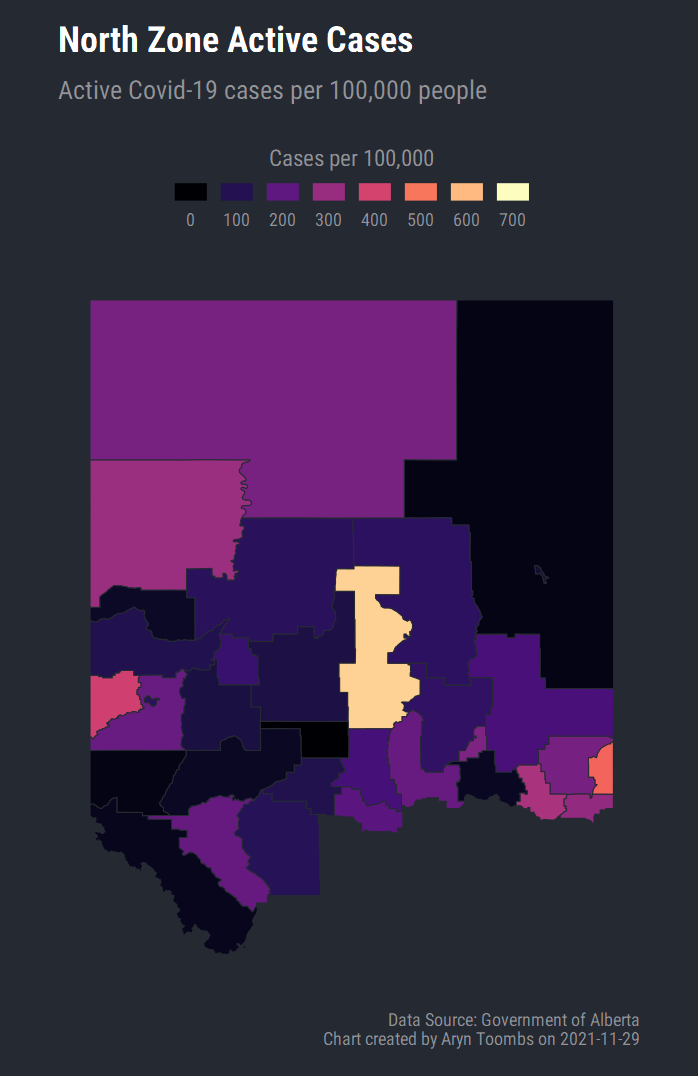 North Zone Active Cases
Active Covid-19 cases per 100,000 people
Cases per 100,000
0 100 200 300 400 500 600 700
Data Source: Government of Alberta
Chart created by Aryn Toombs on 2021-11-29